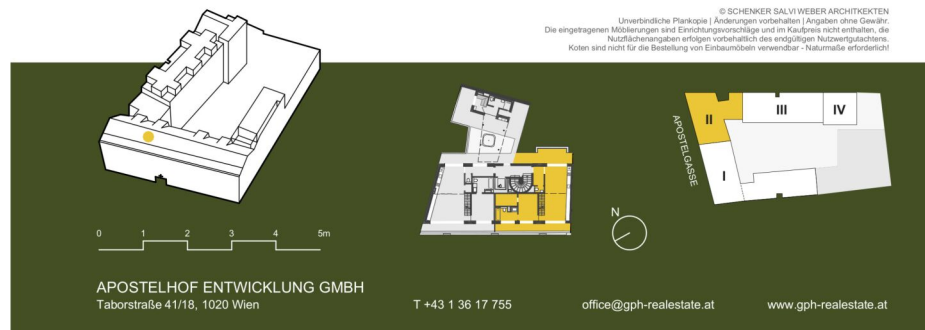 © SCHENKER SALVI WEBER ARCHITKEKTEN
Unverbindliche Plankopie | Änderungen vorbehalten | Angaben ohne Gewähr.
Die eingetragenen Möblierungen sind Einrichtungsvorschläge und im Kaufpreis nicht enthalten, die
Nutzflächenangaben erfolgen vorbehaltlich des endgültigen Nutzwertgutachtens.
Koten sind nicht für die Bestellung von Einbaumöbeln verwendbar - Naturmaße erforderlich!
II
III
IV
APOSTELGASSE
I
N
0 1 2 3 4 5m
APOSTELHOF ENTWICKLUNG GMBH
Taborstraße 41/18, 1020 Wien
T +43 1 36 17 755
office@gph-realestate.at
www.gph-realestate.at